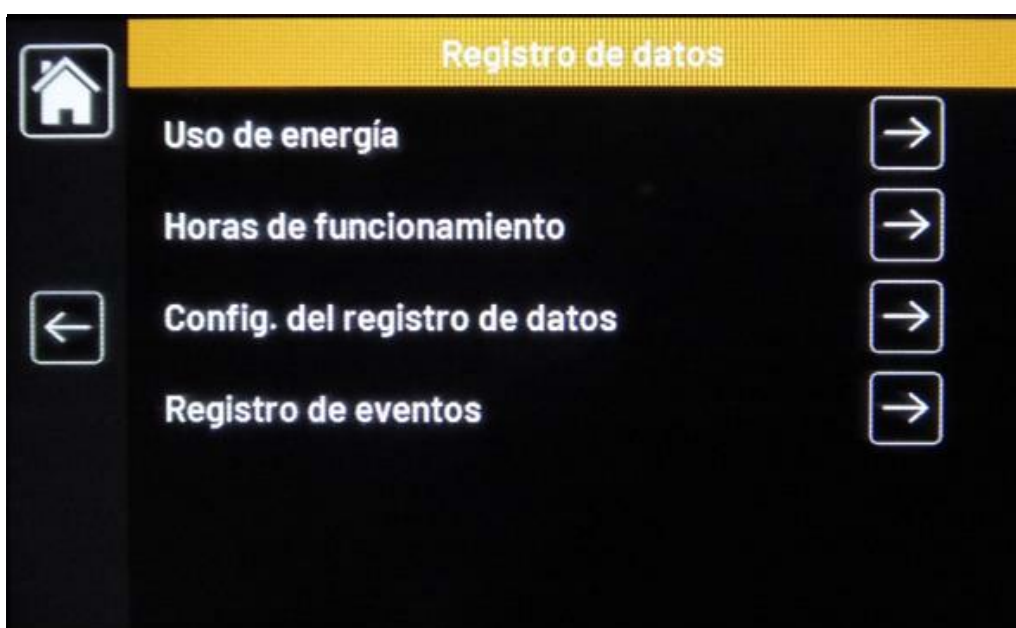 Registro de datos
Uso de energía
Horas de funcionamiento
Config. del registro de datos
Registro de eventos